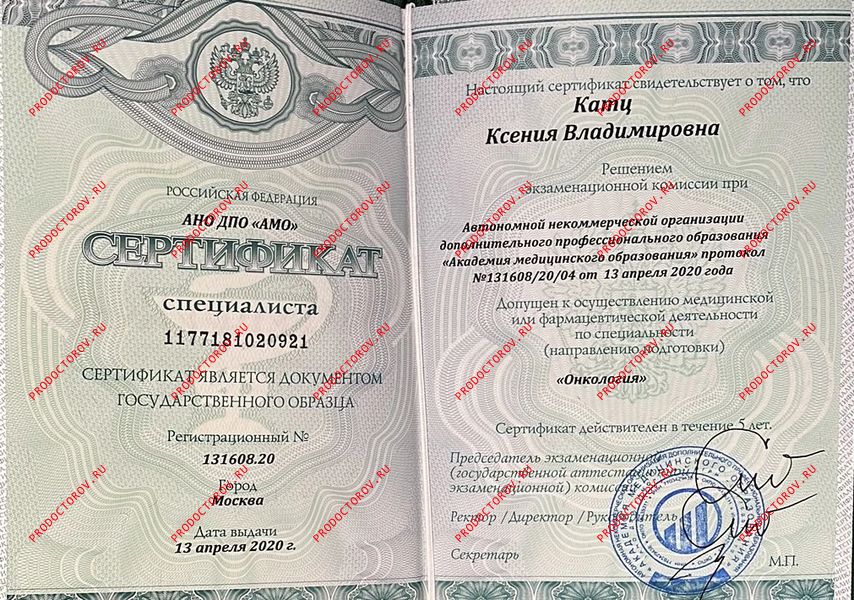 РОССИЙСКАЯ ФЕДЕРАЦИЯ
АНО ДПО «АМО»
СЕРТИФИКАТ
специалиста
1177181020921
СЕРТИФИКАТ ЯВЛЯЕТСЯ ДОКУМЕНТОМ
ГОСУДАРСТВЕННОГО ОБРАЗЦА
Регистрационный №
131608.20
Город
Москва
Дата выдачи
13 апреля 2020 г.
Настоящий сертификат свидетельствует о том, что
Катц
Ксения Владимировна
Решением
экзаменационной комиссии при
Автономной некоммерческой организации
дополнительного профессионального образования
«Академия медицинского образования» протокол
№131608/20/04 от 13 апреля 2020 года
Допущен к осуществлению медицинской
или фармацевтической деятельности
по специальности
(направлению подготовки)
«Онкология»
Сертификат действителен в течение 5 лет.
Председатель экзаменационной
(государственной аттестационной,
экзаменационной) комиссии
Ректор /Директор /Руководитель
Секретарь
М.П.
PRODOCTOROV.RU